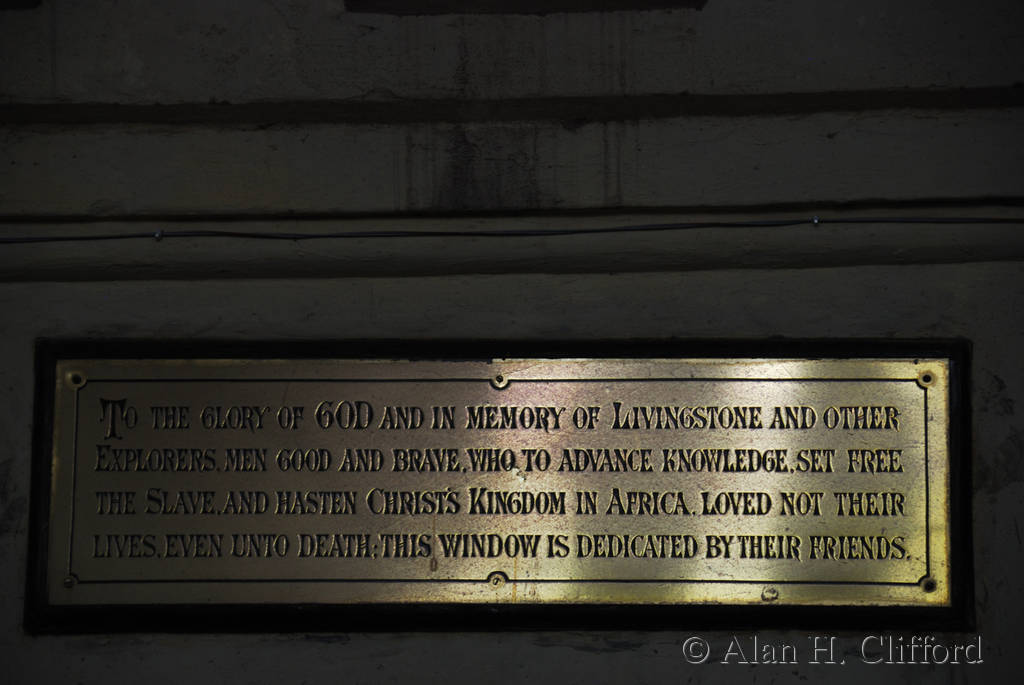 To the glory of GOD and in memory of Livingstone and other
Explorers, men good and brave, who, to advance knowledge, set free
the Slave, and hasten Christ's Kingdom in Africa, loved not their
lives, even unto death: this window is dedicated by their friends.
© Alan H. Clifford